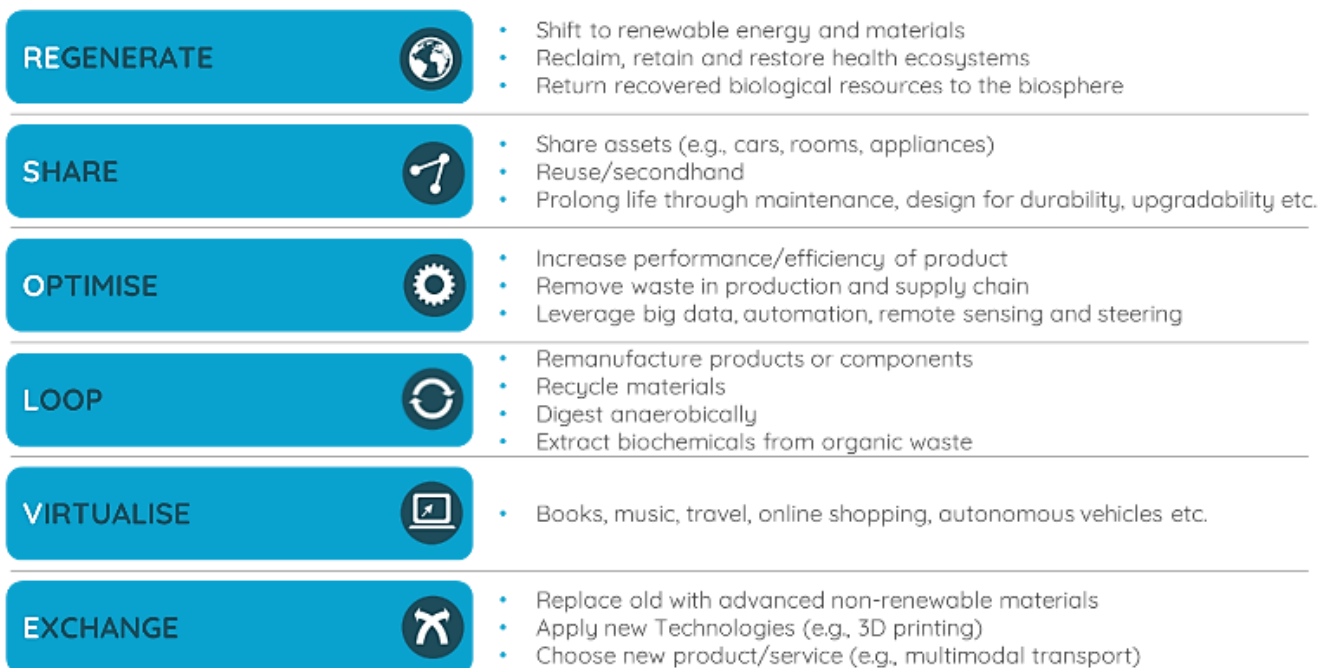 REGENERATE
• Shift to renewable energy and materials
• Reclaim, retain and restore health ecosystems
• Return recovered biological resources to the biosphere
SHARE
• Share assets (e.g., cars, rooms, appliances)
• Reuse/secondhand
• Prolong life through maintenance, design for durability, upgradability etc.
OPTIMISE
• Increase performance/efficiency of product
• Remove waste in production and supply chain
• Leverage big data, automation, remote sensing and steering
LOOP
• Remanufacture products or components
• Recycle materials
• Digest anaerobically
• Extract biochemicals from organic waste
VIRTUALISE
• Books, music, travel, online shopping, autonomous vehicles etc.
EXCHANGE
• Replace old with advanced non-renewable materials
• Apply new Technologies (e.g., 3D printing)
• Choose new product/service (e.g., multimodal transport)